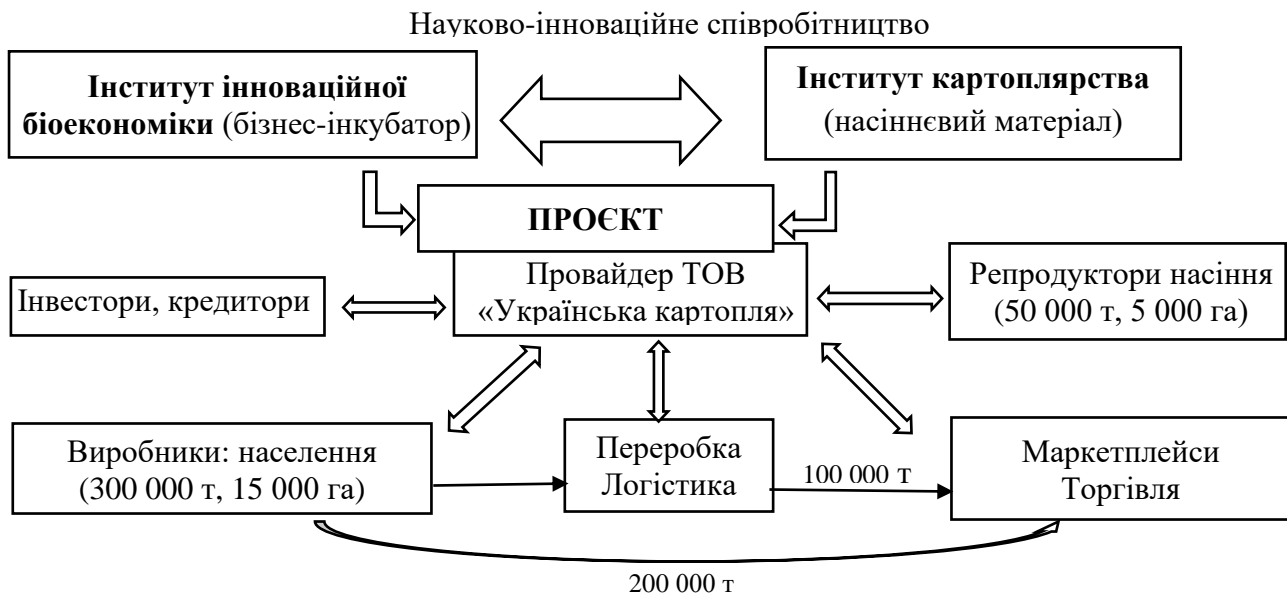 Науково-інноваційне співробітництво
Інститут інноваційної
біоекономіки (бізнес-інкубатор)
Інститут картоплярства
(насіннєвий матеріал)
ПРОЄКТ
Провайдер ТОВ
«Українська картопля»
Інвестори, кредитори
Репродуктори насіння
(50 000 т, 5 000 га)
Виробники: населення
(300 000 т, 15 000 га)
Переробка
Логістика
100 000 т
Маркетплейси
Торгівля
200 000 т